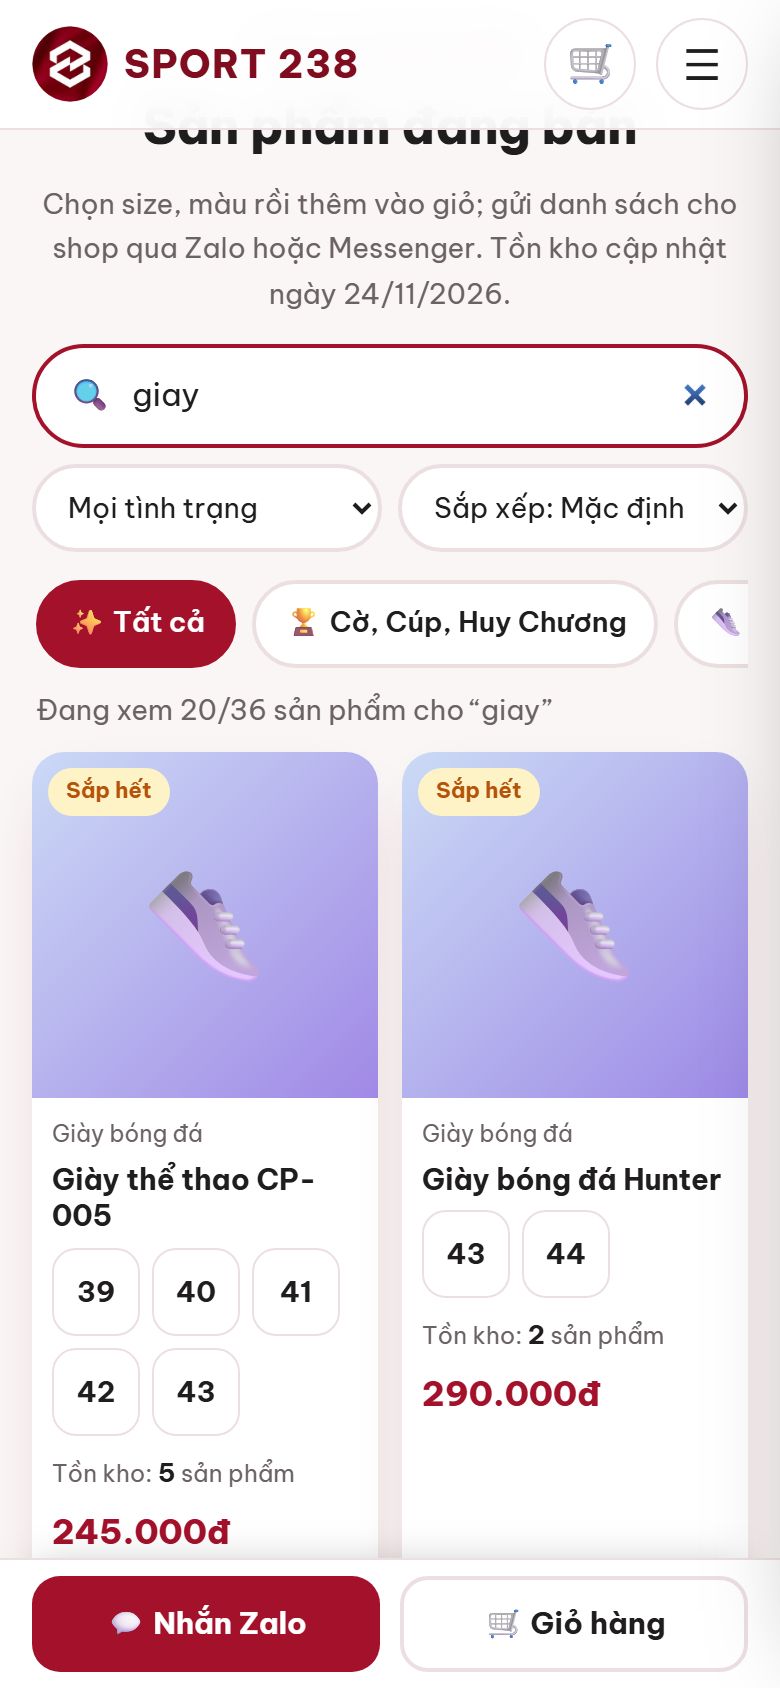 SPORT 238
Sản phẩm đang bán
Chọn size, màu rồi thêm vào giỏ; gửi danh sách cho
shop qua Zalo hoặc Messenger. Tồn kho cập nhật
ngày 24/11/2026.
giay
Mọi tình trạng
Sắp xếp: Mặc định
Tất cả
Cờ, Cúp, Huy Chương
Đang xem 20/36 sản phẩm cho “giay”
Sắp hết
Giày bóng đá
Giày thể thao CP-
005
39 40 41
42 43
Tồn kho: 5 sản phẩm
245.000đ
Sắp hết
Giày bóng đá
Giày bóng đá Hunter
43 44
Tồn kho: 2 sản phẩm
290.000đ
Nhắn Zalo
Giỏ hàng